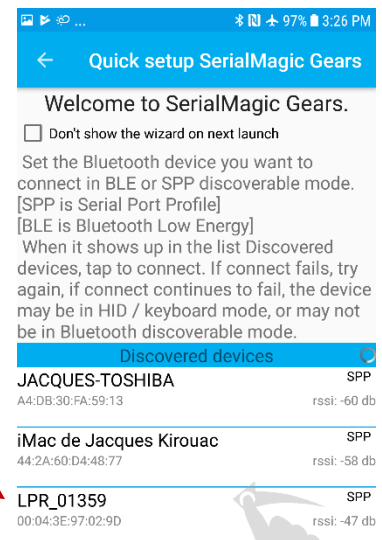 ... 97% 3:26 PM
Quick setup SerialMagic Gears
Welcome to SerialMagic Gears.
Don't show the wizard on next launch
Set the Bluetooth device you want to
connect in BLE or SPP discoverable mode.
[SPP is Serial Port Profile]
[BLE is Bluetooth Low Energy]
When it shows up in the list Discovered
devices, tap to connect. If connect fails, try
again, if connect continues to fail, the device
may be in HID / keyboard mode, or may not
be in Bluetooth discoverable mode.
Discovered devices
JACQUES-TOSHIBA SPP
A4:DB:30:FA:59:13 rssi: -60 db
iMac de Jacques Kirouac SPP
44:2A:60:D4:48:77 rssi: -58 db
LPR_01359 SPP
00:04:3E:97:02:9D rssi: -47 db